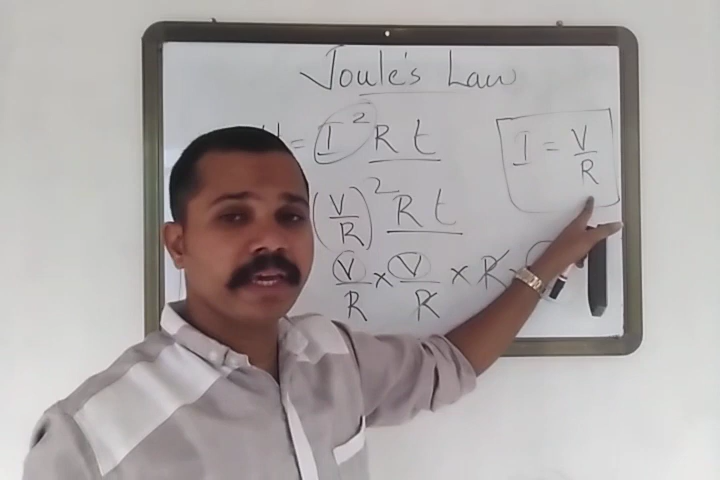 Joule's Law
= I² R t
I = V/R
(V/R)² R t
V/R × V/R × R